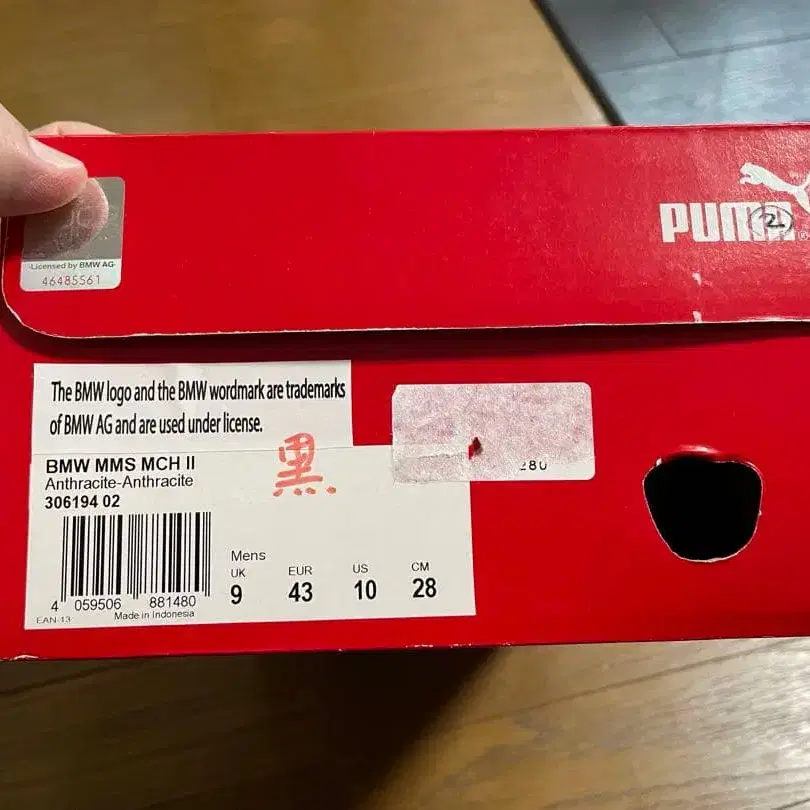 PUMA
2
-Licensed by BMW AG-
46485561
The BMW logo and the BMW wordmark are trademarks
of BMW AG and are used under license.
黒
280
BMW MMS MCH II
Anthracite-Anthracite
306194 02
Mens
UK EUR US CM
9 43 10 28
4 059506 881480
EAN-13 Made in Indonesia